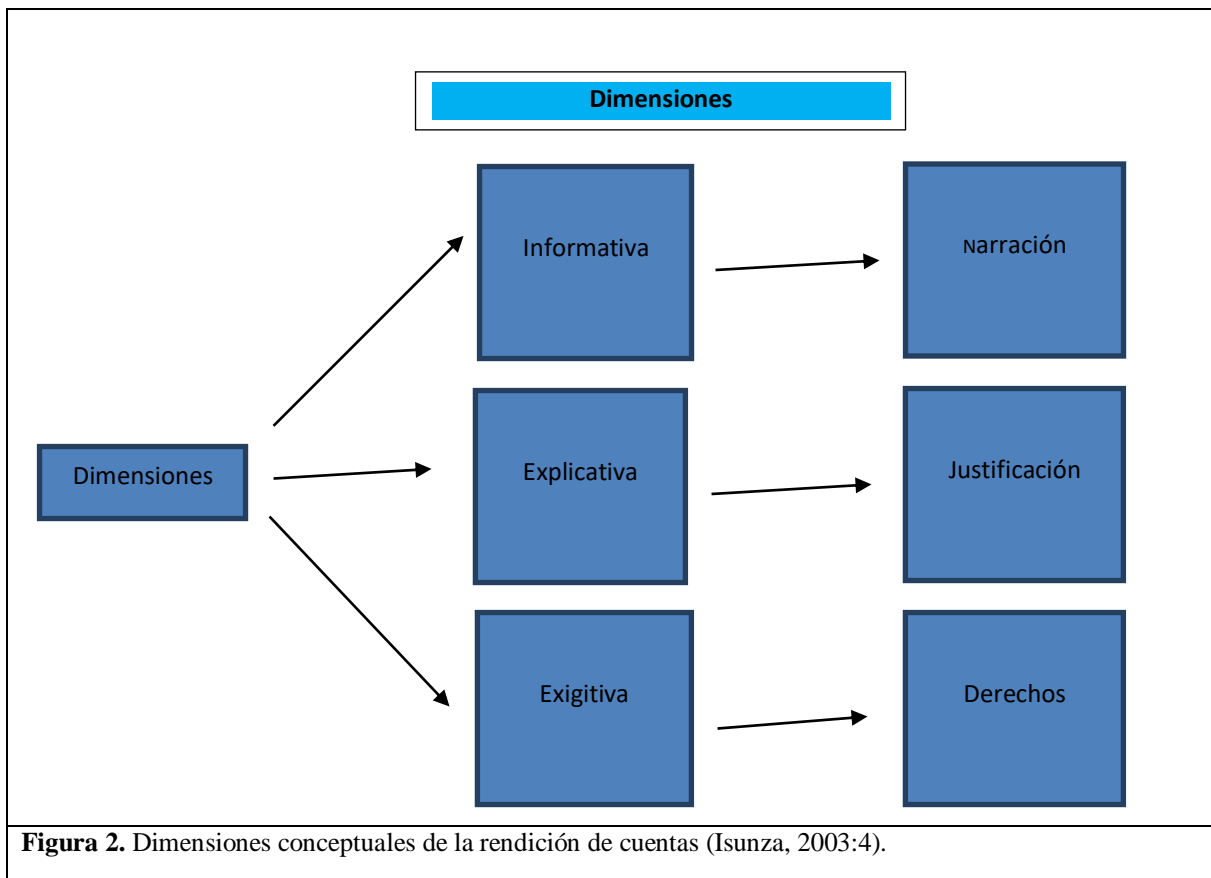 Dimensiones
Informativa
Narración
Dimensiones
Explicativa
Justificación
Exigitiva
Derechos
Figura 2. Dimensiones conceptuales de la rendición de cuentas (Isunza, 2003:4).